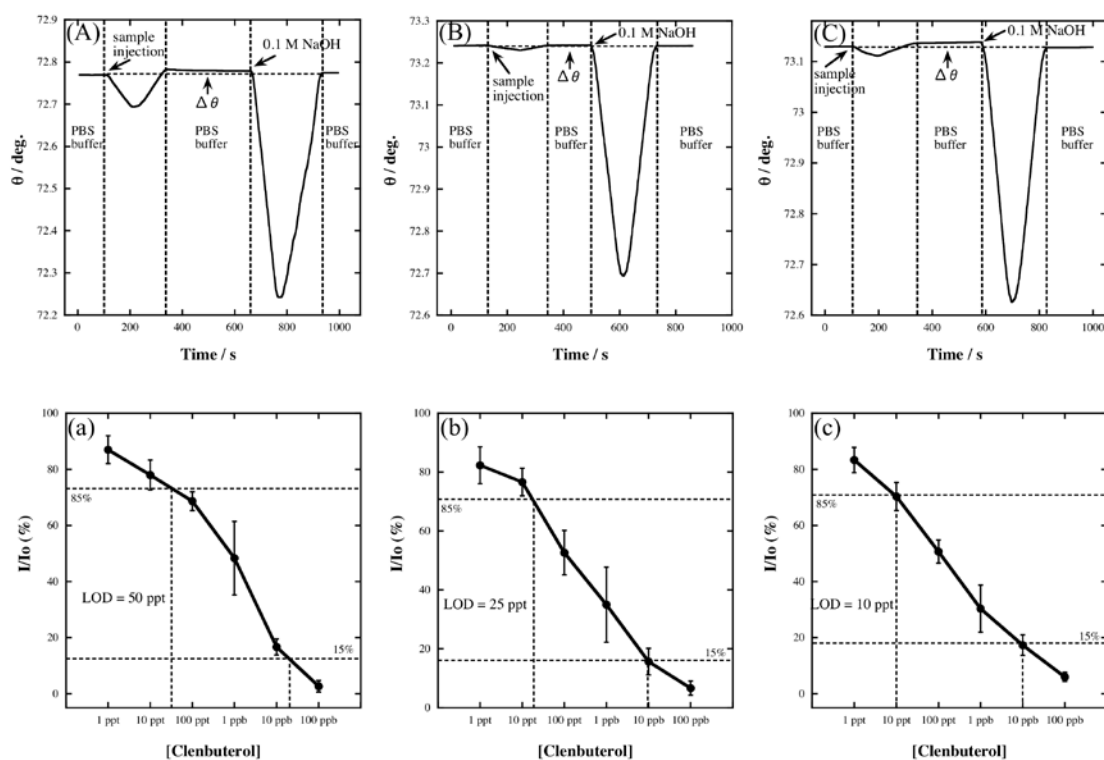 (A)
sample
injection
0.1 M NaOH
Δ θ
PBS
buffer
PBS
buffer
PBS
buffer
θ / deg.
72.9
72.8
72.7
72.6
72.5
72.4
72.3
72.2
0
200
400
600
800
1000
Time / s
(B)
sample
injection
0.1 M NaOH
Δ θ
PBS
buffer
PBS
buffer
PBS
buffer
θ / deg.
73.3
73.2
73.1
73
72.9
72.8
72.7
72.6
0
200
400
600
800
1000
Time / s
(C)
sample
injection
0.1 M NaOH
Δ θ
PBS
buffer
PBS
buffer
PBS
buffer
θ / deg.
73.2
73.1
73
72.9
72.8
72.7
72.6
0
200
400
600
800
1000
Time / s
(a)
85%
LOD = 50 ppt
15%
I/Io (%)
100
80
60
40
20
0
1 ppt
10 ppt
100 ppt
1 ppb
10 ppb
100 ppb
[Clenbuterol]
(b)
85%
LOD = 25 ppt
15%
I/Io (%)
100
80
60
40
20
0
1 ppt
10 ppt
100 ppt
1 ppb
10 ppb
100 ppb
[Clenbuterol]
(c)
85%
LOD = 10 ppt
15%
I/Io (%)
100
80
60
40
20
0
1 ppt
10 ppt
100 ppt
1 ppb
10 ppb
100 ppb
[Clenbuterol]